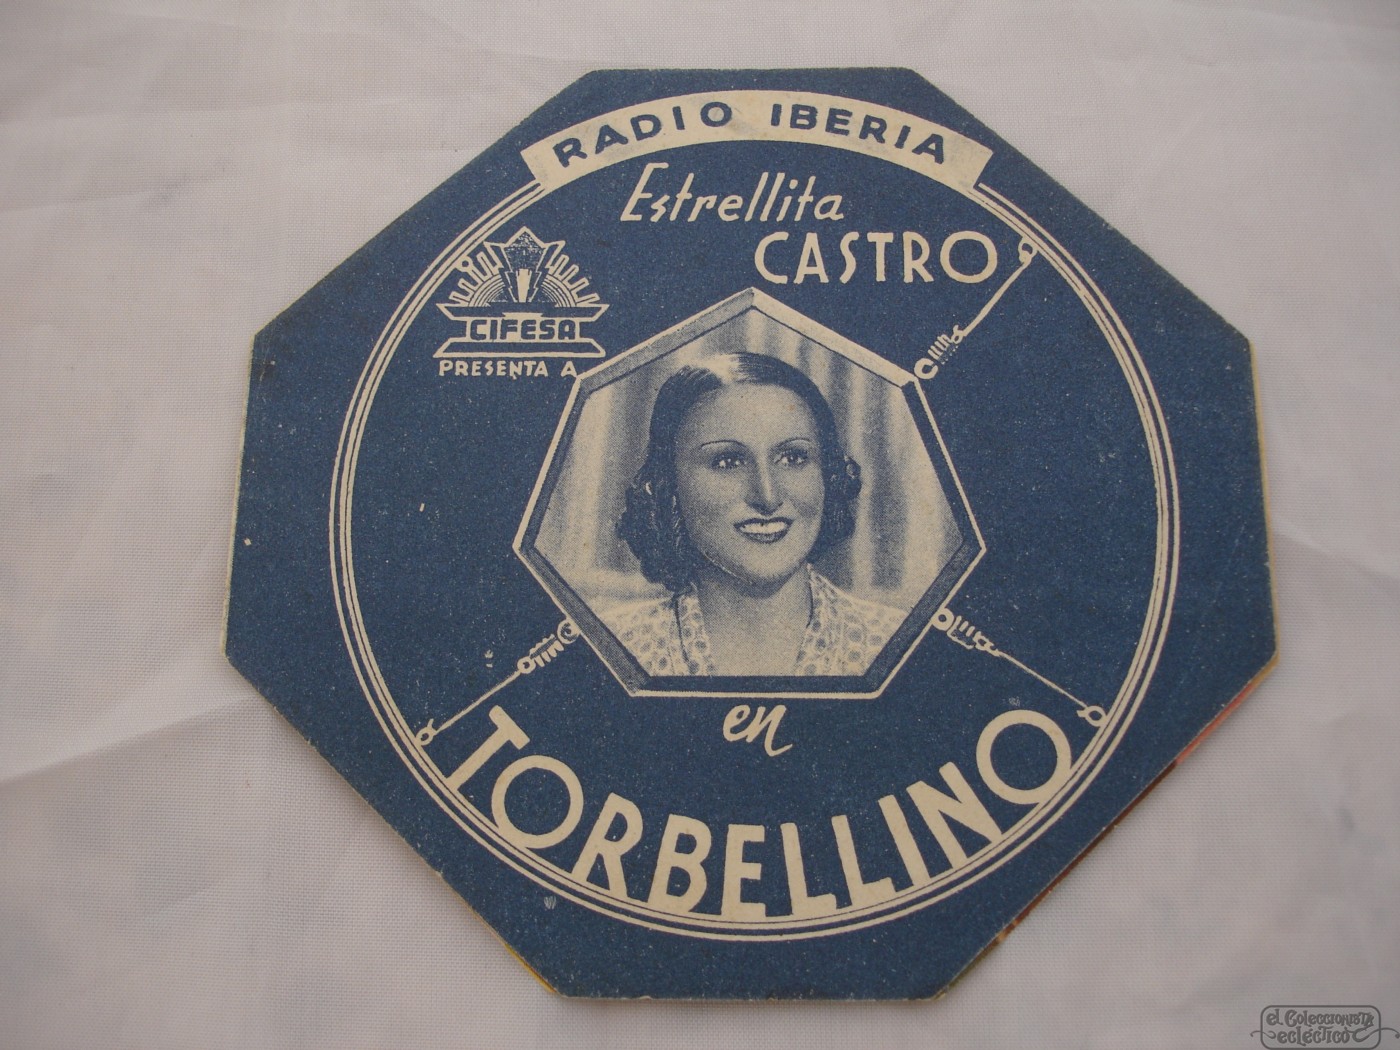 RADIO IBERIA
Estrellita
CASTRO
CIFESA
PRESENTA A
en
TORBELLINO
el Coleccionista
ecléctico